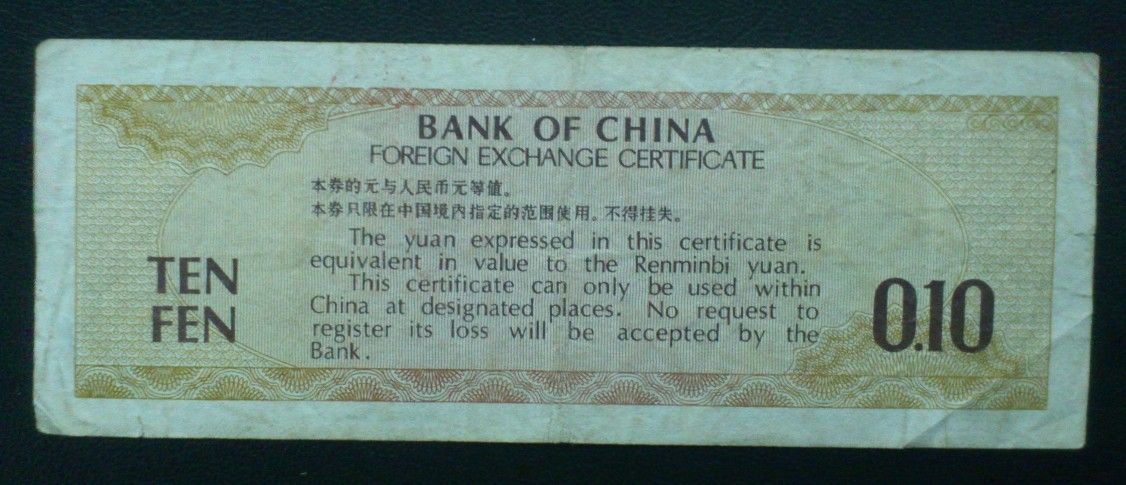 BANK OF CHINA
FOREIGN EXCHANGE CERTIFICATE
本券的元与人民币元等值。
本券只限在中国境内指定的范围使用。不得挂失。
The yuan expressed in this certificate is
equivalent in value to the Renminbi yuan.
This certificate can only be used within
China at designated places. No request to
register its loss will be accepted by the
Bank.
TEN
FEN
0.10